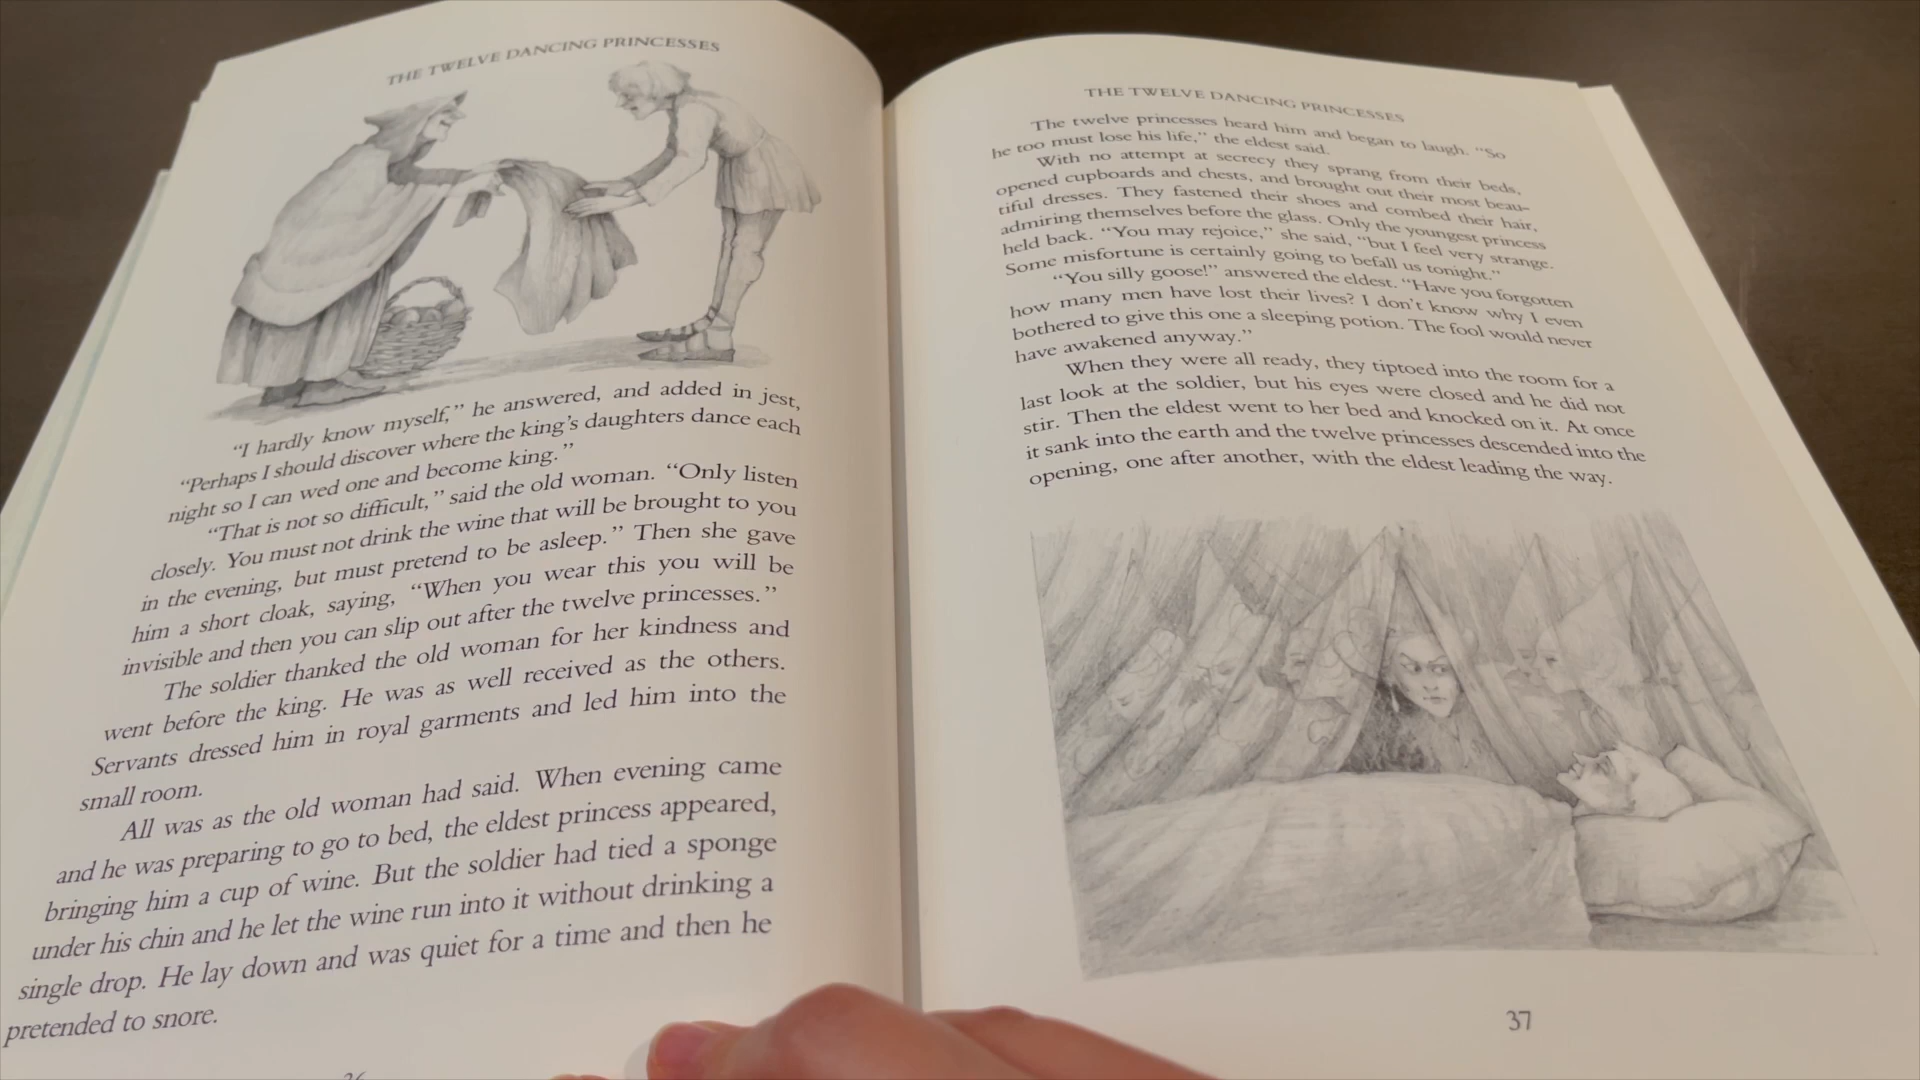 THE TWELVE DANCING PRINCESSES
“I hardly know myself,” he answered, and added in jest,
“Perhaps I should discover where the king’s daughters dance each
night so I can wed one and become king.”
“That is not so difficult,” said the old woman. “Only listen
closely. You must not drink the wine that will be brought to you
in the evening, but must pretend to be asleep.” Then she gave
him a short cloak, saying, “When you wear this you will be
invisible and then you can slip out after the twelve princesses.”
The soldier thanked the old woman for her kindness and
went before the king. He was as well received as the others.
Servants dressed him in royal garments and led him into the
small room.
All was as the old woman had said. When evening came
and he was preparing to go to bed, the eldest princess appeared,
bringing him a cup of wine. But the soldier had tied a sponge
under his chin and he let the wine run into it without drinking a
single drop. He lay down and was quiet for a time and then he
pretended to snore.
THE TWELVE DANCING PRINCESSES
The twelve princesses heard him and began to laugh. “So
he too must lose his life,” the eldest said.
With no attempt at secrecy they sprang from their beds,
opened cupboards and chests, and brought out their most beau-
tiful dresses. They fastened their shoes and combed their hair,
admiring themselves before the glass. Only the youngest princess
held back. “You may rejoice,” she said, “but I feel very strange.
Some misfortune is certainly going to befall us tonight.”
“You silly goose!” answered the eldest. “Have you forgotten
how many men have lost their lives? I don’t know why I even
bothered to give this one a sleeping potion. The fool would never
have awakened anyway.”
When they were all ready, they tiptoed into the room for a
last look at the soldier, but his eyes were closed and he did not
stir. Then the eldest went to her bed and knocked on it. At once
it sank into the earth and the twelve princesses descended into the
opening, one after another, with the eldest leading the way.
37